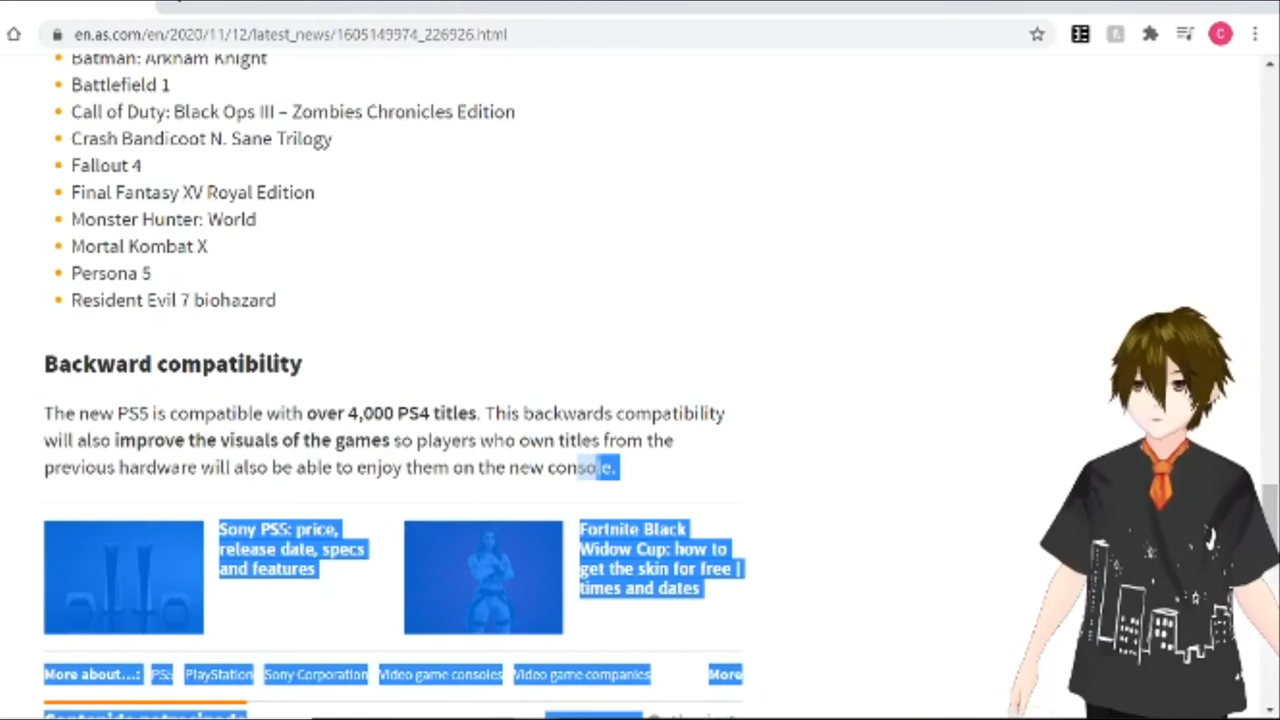 en.as.com/en/2020/11/12/latest_news/1605149974_226926.html
Batman: Arkham Knight
Battlefield 1
Call of Duty: Black Ops III – Zombies Chronicles Edition
Crash Bandicoot N. Sane Trilogy
Fallout 4
Final Fantasy XV Royal Edition
Monster Hunter: World
Mortal Kombat X
Persona 5
Resident Evil 7 biohazard
Backward compatibility
The new PS5 is compatible with over 4,000 PS4 titles. This backwards compatibility
will also improve the visuals of the games so players who own titles from the
previous hardware will also be able to enjoy them on the new console.
Sony PS5: price,
release date, specs
and features
Fortnite Black
Widow Cup: how to
get the skin for free |
times and dates
More about...: PS5 PlayStation Sony Corporation Video game consoles Video game companies More